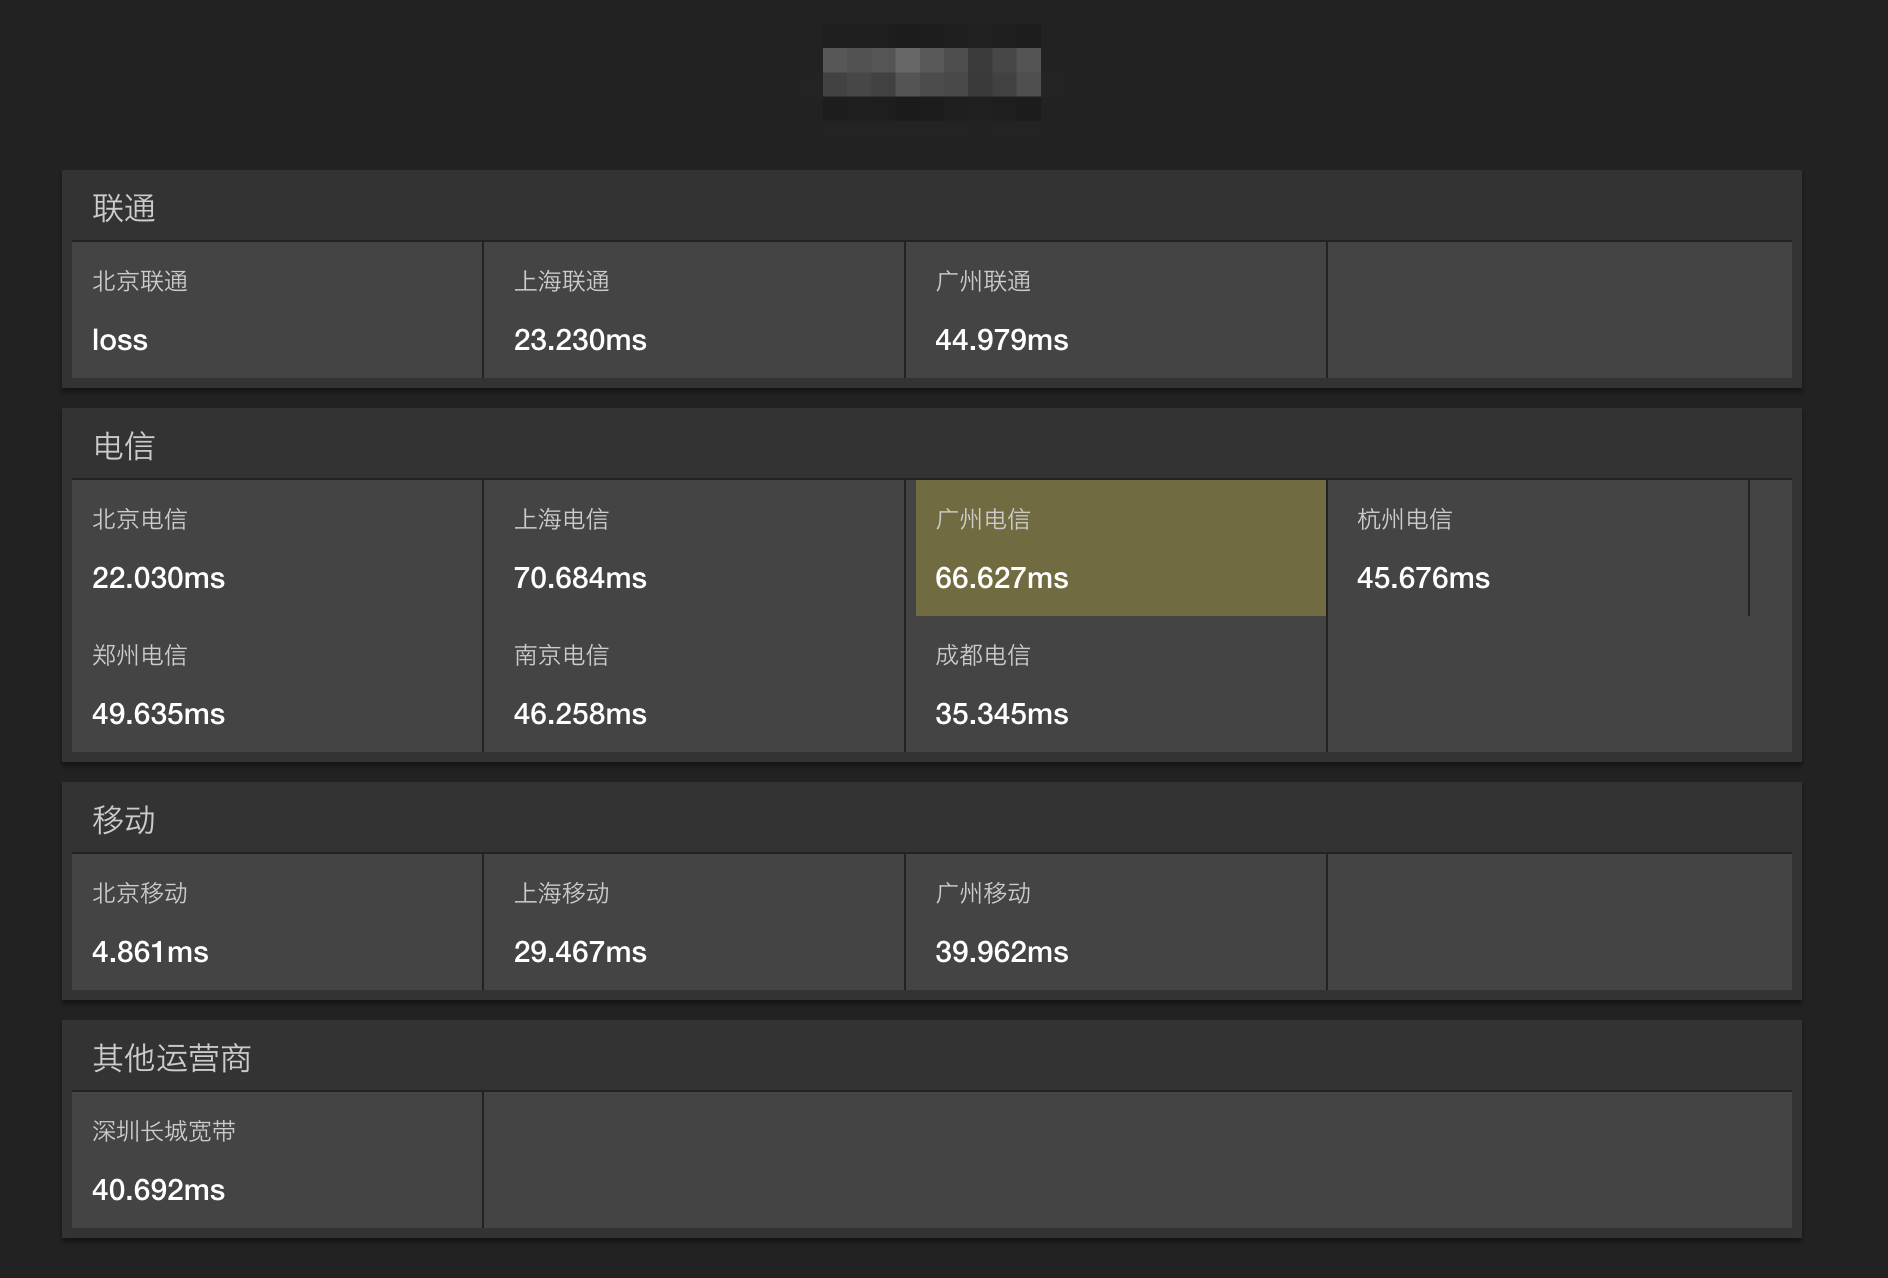 联通
北京联通 上海联通 广州联通
loss 23.230ms 44.979ms
电信
北京电信 上海电信 广州电信 杭州电信
22.030ms 70.684ms 66.627ms 45.676ms
郑州电信 南京电信 成都电信
49.635ms 46.258ms 35.345ms
移动
北京移动 上海移动 广州移动
4.861ms 29.467ms 39.962ms
其他运营商
深圳长城宽带
40.692ms